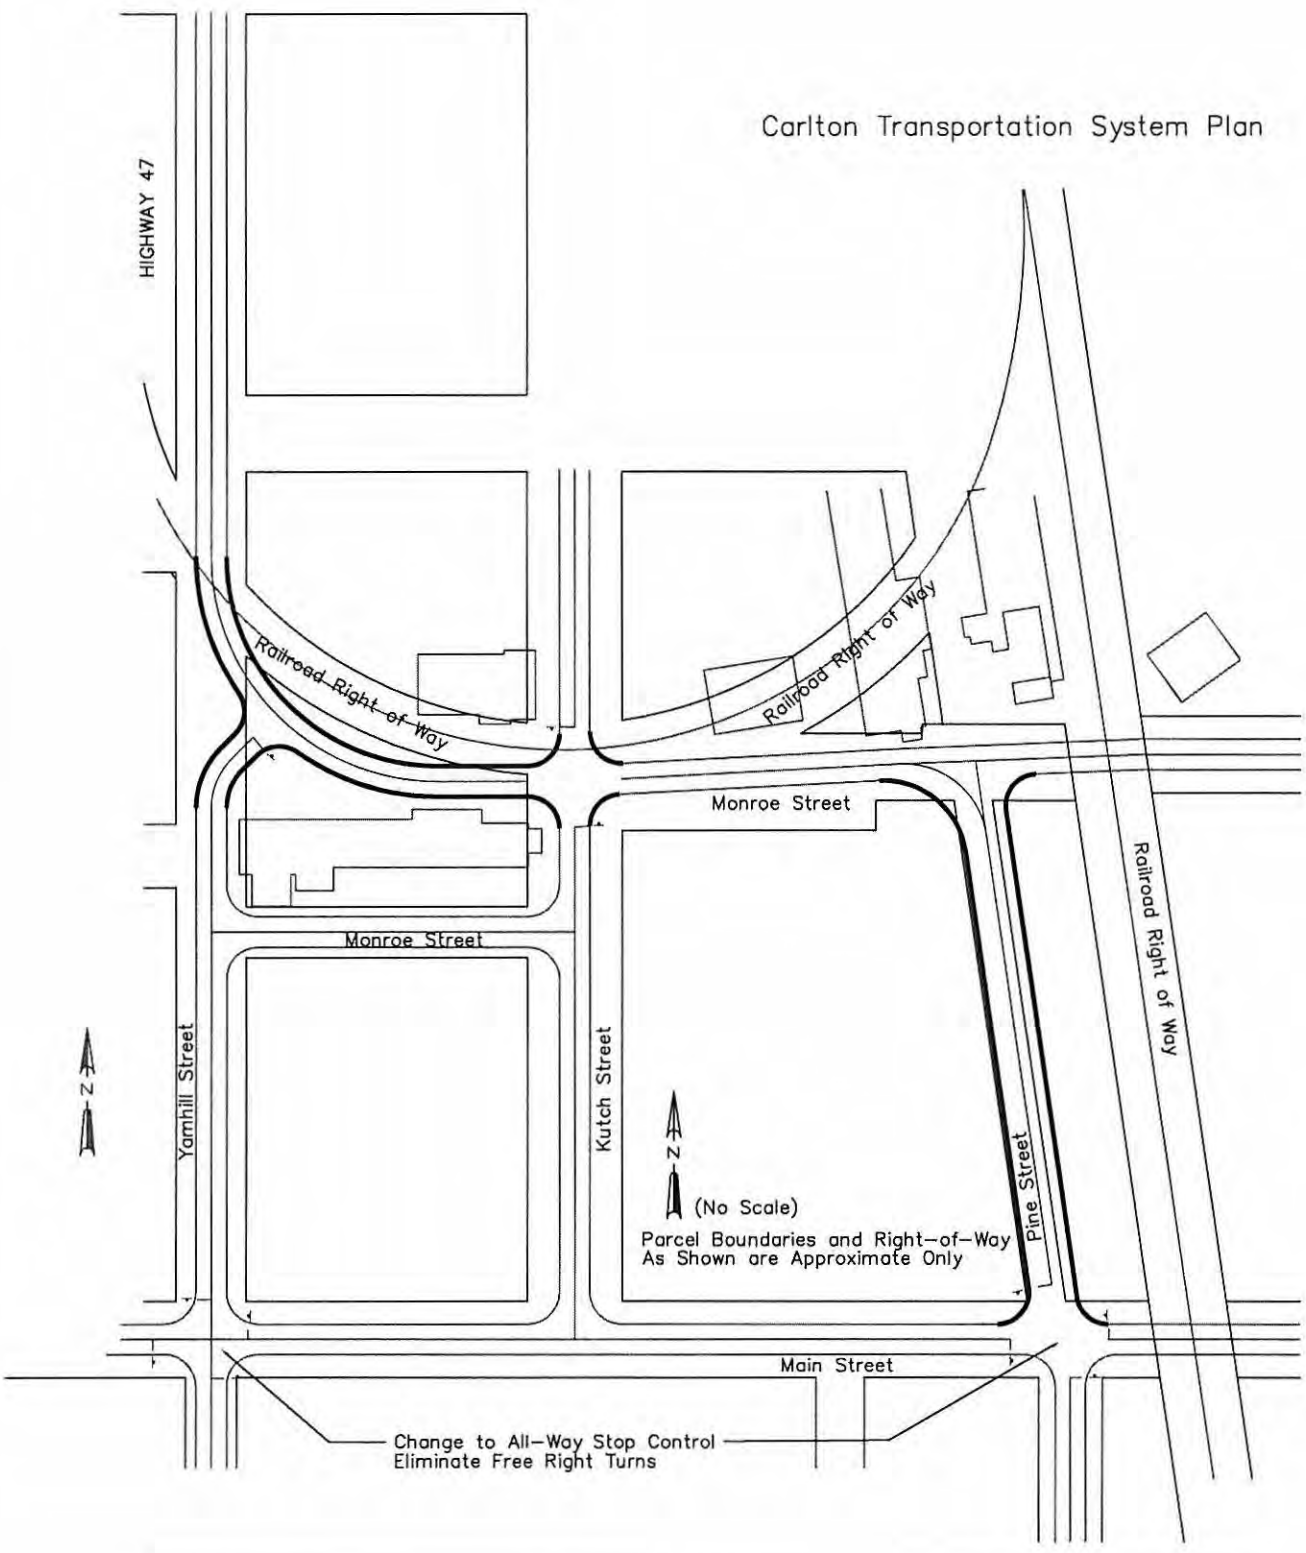 Carlton Transportation System Plan
HIGHWAY 47
Railroad Right of Way
Railroad Right of Way
Monroe Street
Railroad Right of Way
Monroe Street
Yamhill Street
Kutch Street
Pine Street
N
N
(No Scale)
Parcel Boundaries and Right-of-Way
As Shown are Approximate Only
Main Street
Change to All-Way Stop Control
Eliminate Free Right Turns